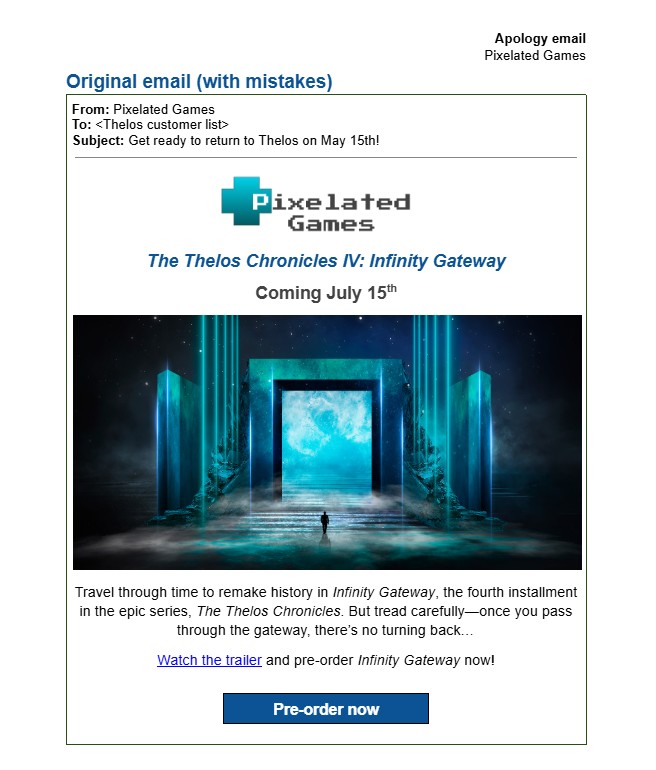 Apology email
Pixelated Games
Original email (with mistakes)
From: Pixelated Games
To: <Thelos customer list>
Subject: Get ready to return to Thelos on May 15th!
Pixelated
Games
The Thelos Chronicles IV: Infinity Gateway
Coming July 15th
Travel through time to remake history in Infinity Gateway, the fourth installment
in the epic series, The Thelos Chronicles. But tread carefully—once you pass
through the gateway, there’s no turning back…
Watch the trailer and pre-order Infinity Gateway now!
Pre-order now